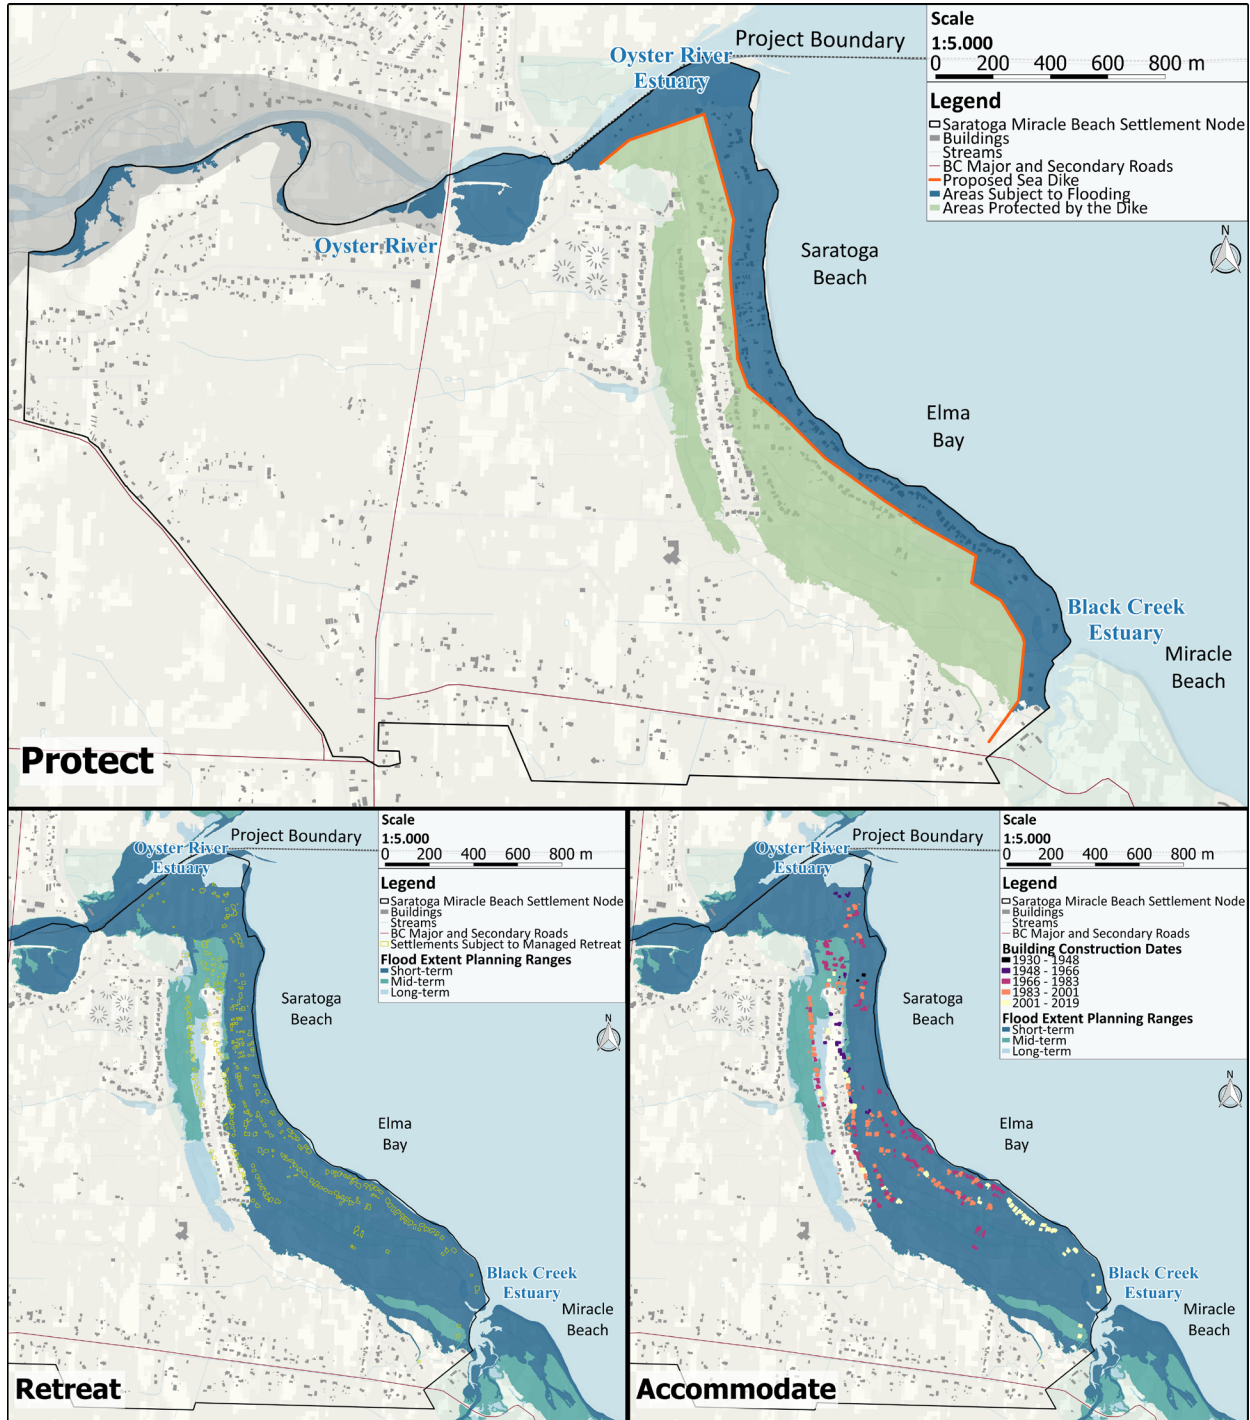 Project Boundary
Oyster River
Estuary
Scale
1:5.000
0 200 400 600 800 m
Legend
Saratoga Miracle Beach Settlement Node
Buildings
Streams
BC Major and Secondary Roads
Proposed Sea Dike
Areas Subject to Flooding
Areas Protected by the Dike
N
Oyster River
Saratoga
Beach
Elma
Bay
Black Creek
Estuary
Miracle
Beach
Protect
Project Boundary
Oyster River
Estuary
Scale
1:5.000
0 200 400 600 800 m
Legend
Saratoga Miracle Beach Settlement Node
Buildings
Streams
BC Major and Secondary Roads
Settlements Subject to Managed Retreat
Flood Extent Planning Ranges
Short-term
Mid-term
Long-term
N
Saratoga
Beach
Elma
Bay
Black Creek
Estuary
Miracle
Beach
Retreat
Project Boundary
Oyster River
Estuary
Scale
1:5.000
0 200 400 600 800 m
Legend
Saratoga Miracle Beach Settlement Node
Buildings
Streams
BC Major and Secondary Roads
Building Construction Dates
1930 - 1948
1948 - 1966
1966 - 1983
1983 - 2001
2001 - 2019
Flood Extent Planning Ranges
Short-term
Mid-term
Long-term
N
Saratoga
Beach
Elma
Bay
Black Creek
Estuary
Miracle
Beach
Accommodate